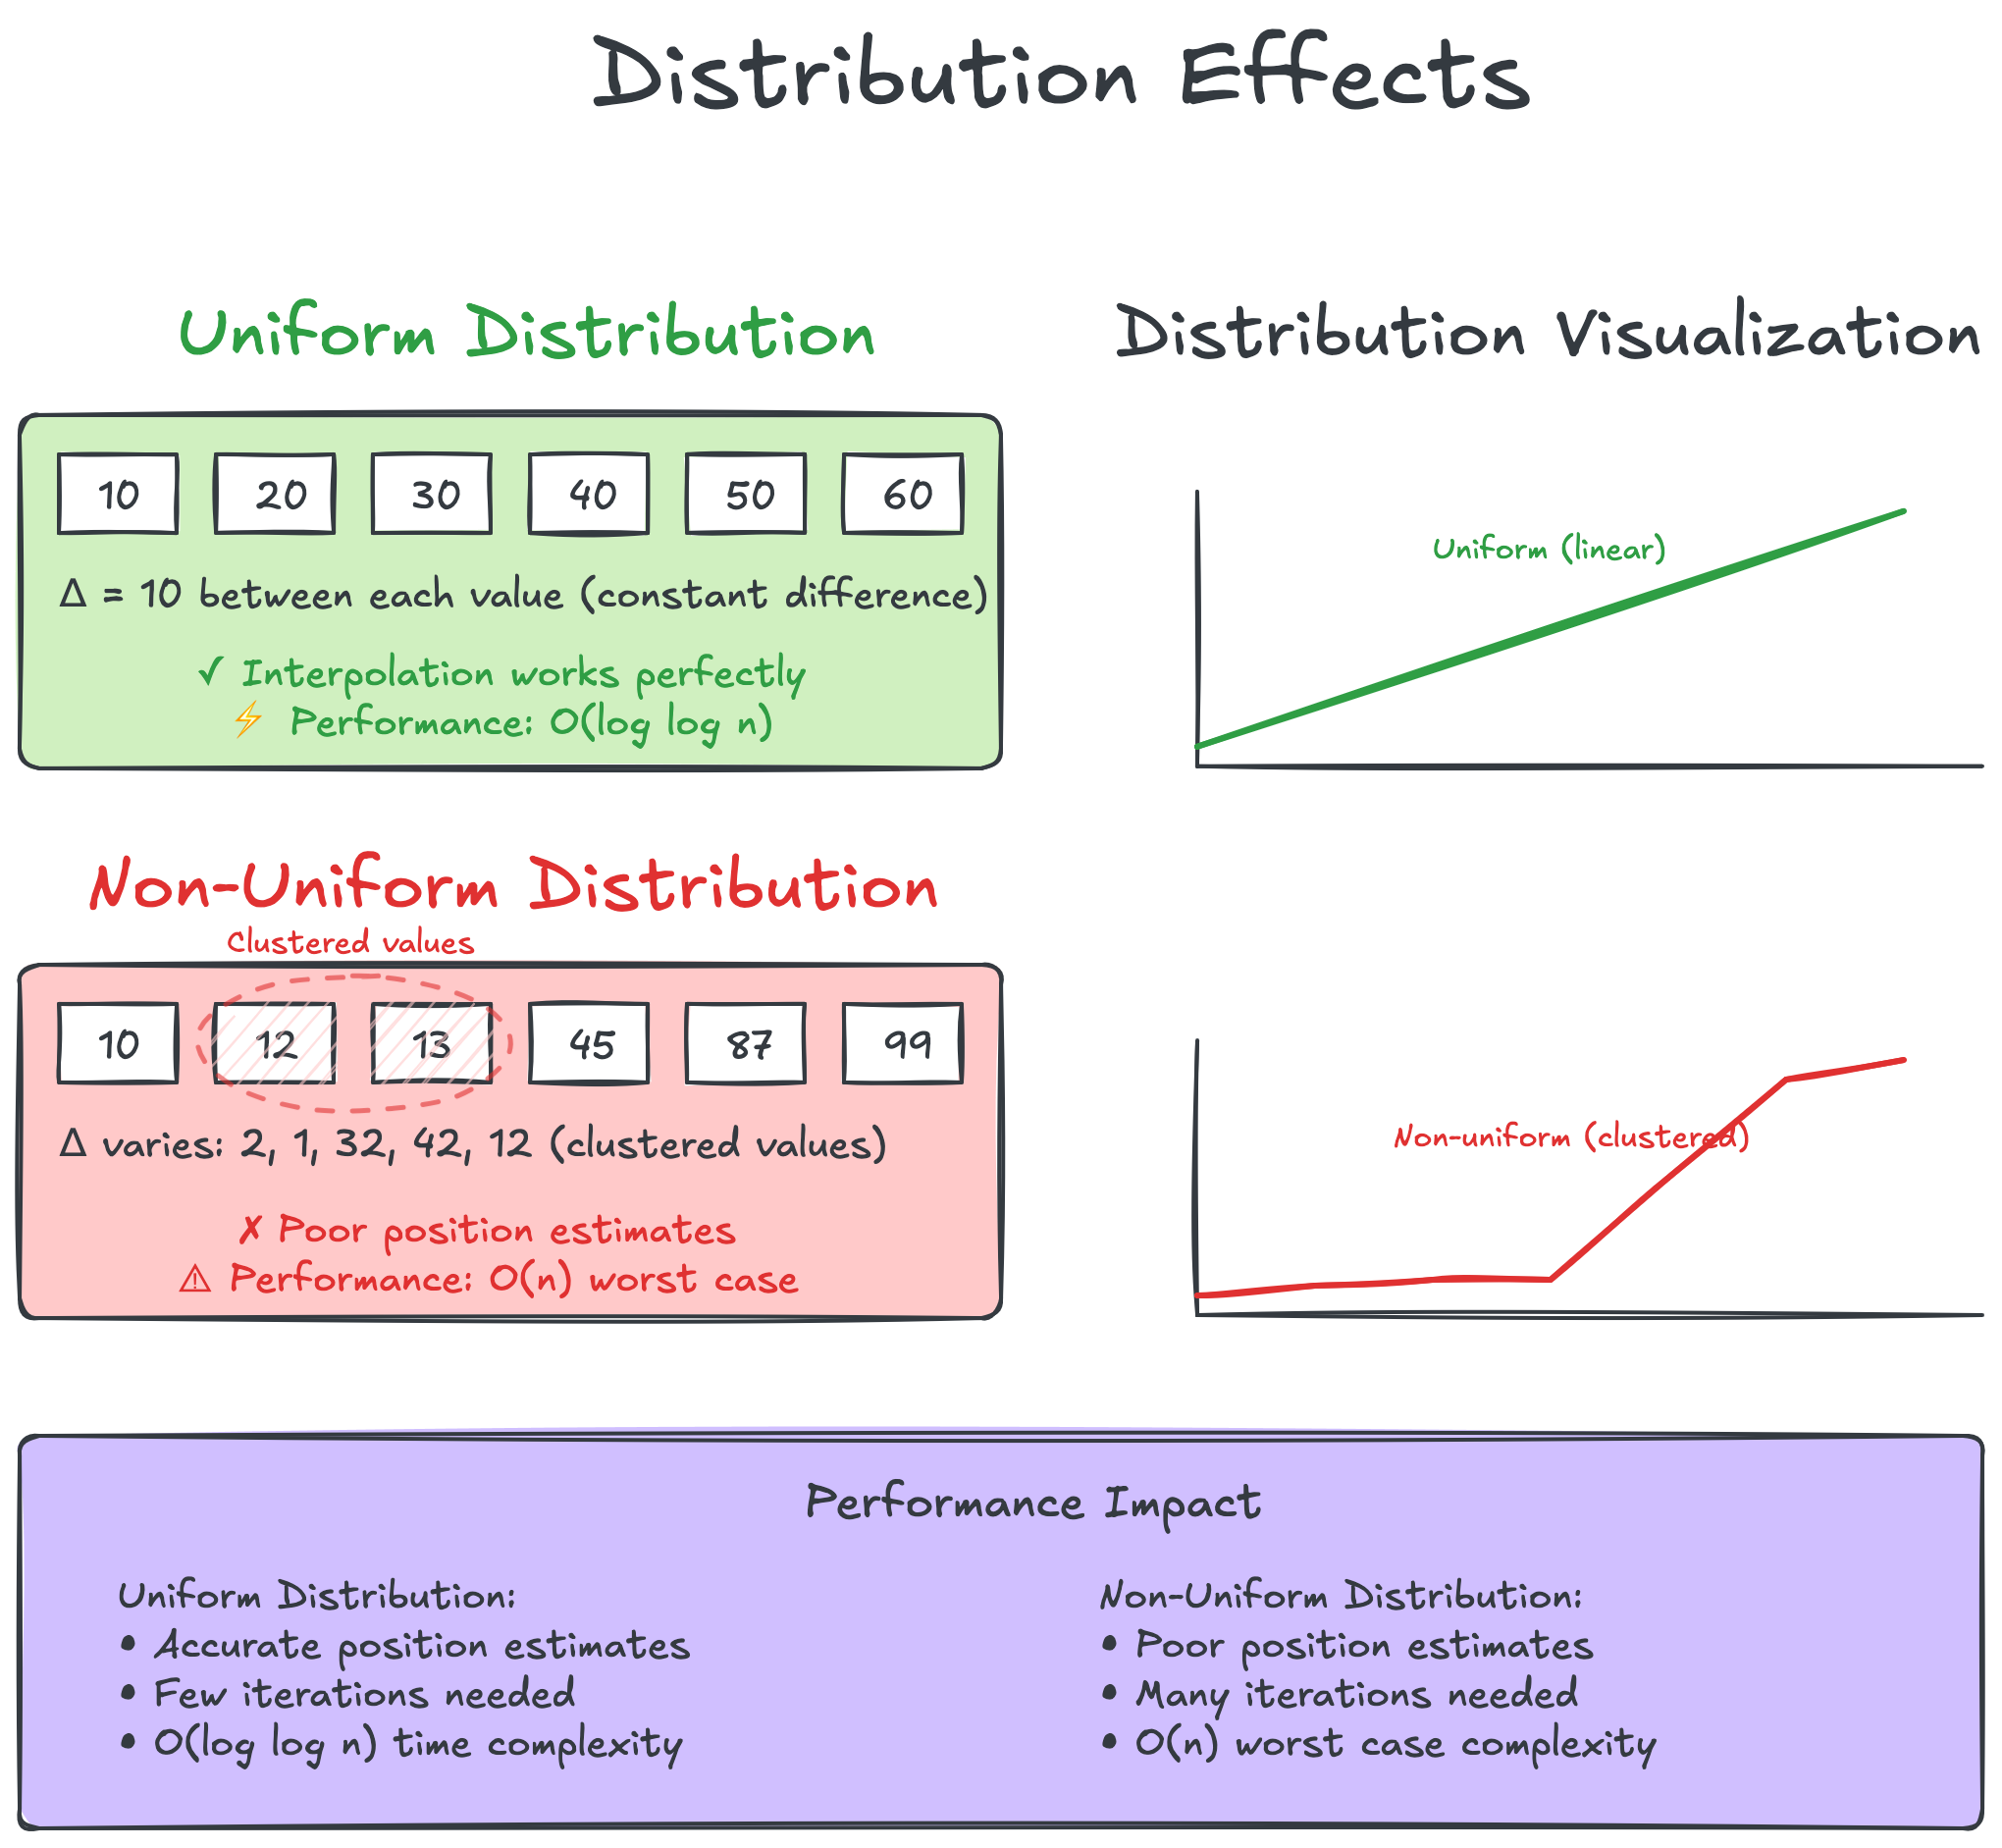 Distribution Effects
Uniform Distribution
10 20 30 40 50 60
Δ = 10 between each value (constant difference)
✓ Interpolation works perfectly
⚡ Performance: O(log log n)
Distribution Visualization
Uniform (linear)
Non-Uniform Distribution
Clustered values
10 12 13 45 87 99
Δ varies: 2, 1, 32, 42, 12 (clustered values)
✗ Poor position estimates
⚠ Performance: O(n) worst case
Non-uniform (clustered)
Performance Impact
Uniform Distribution:
• Accurate position estimates
• Few iterations needed
• O(log log n) time complexity
Non-Uniform Distribution:
• Poor position estimates
• Many iterations needed
• O(n) worst case complexity